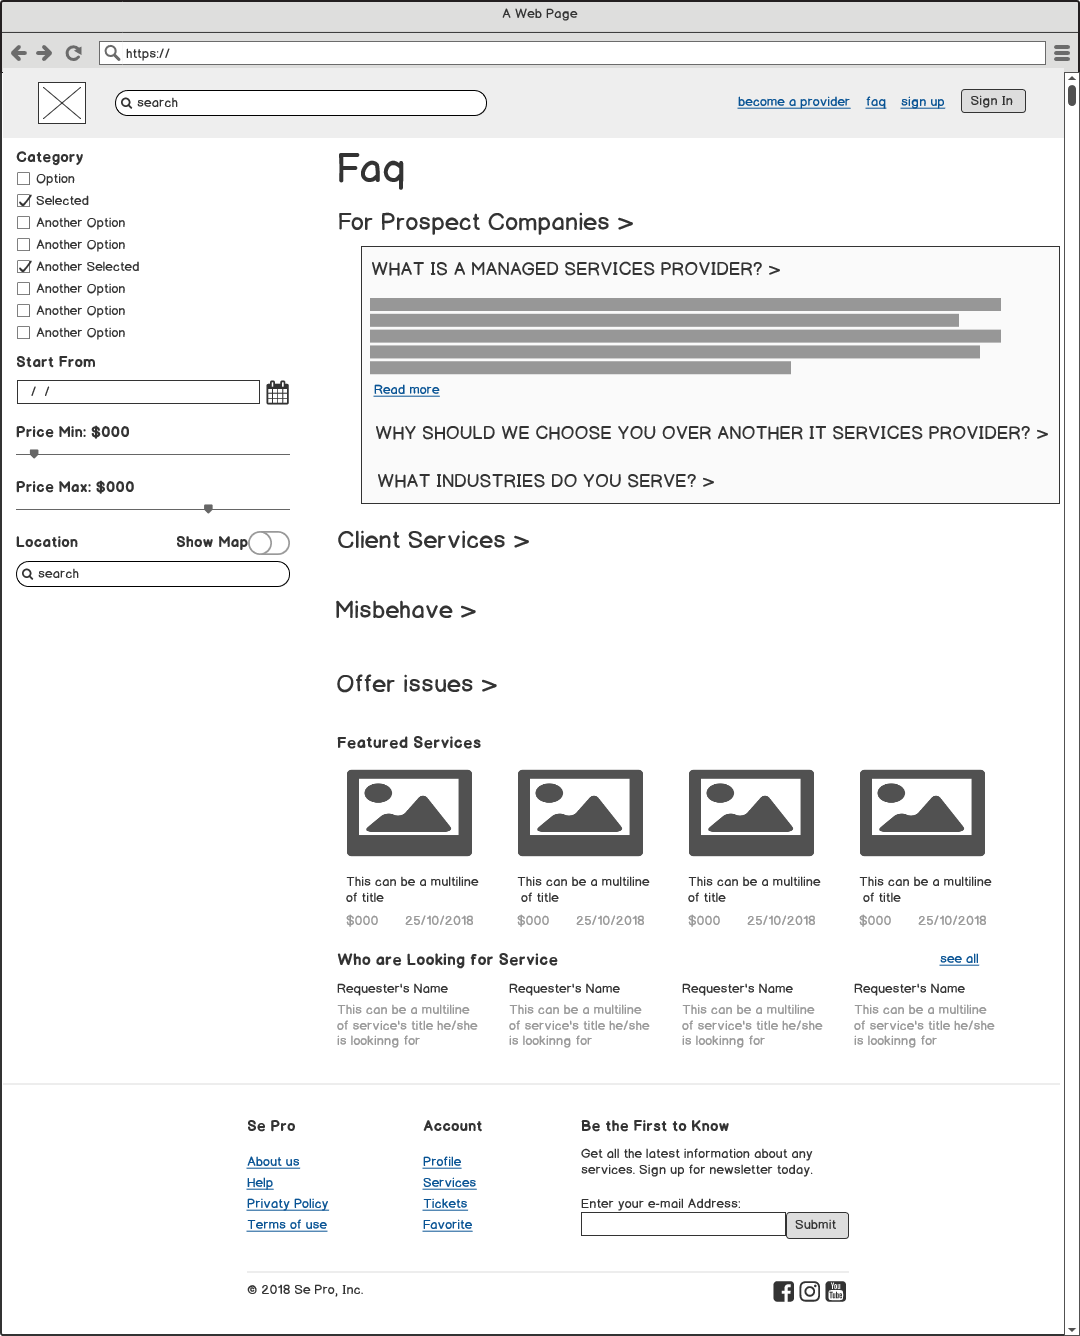 A Web Page
https://
search
become a provider faq sign up Sign In
Category
Option
Selected
Another Option
Another Option
Another Selected
Another Option
Another Option
Another Option
Start From
/ /
Price Min: $000
Price Max: $000
Location Show Map
search
Faq
For Prospect Companies >
WHAT IS A MANAGED SERVICES PROVIDER? >
Read more
WHY SHOULD WE CHOOSE YOU OVER ANOTHER IT SERVICES PROVIDER? >
WHAT INDUSTRIES DO YOU SERVE? >
Client Services >
Misbehave >
Offer issues >
Featured Services
This can be a multiline
of title
$000 25/10/2018
This can be a multiline
of title
$000 25/10/2018
This can be a multiline
of title
$000 25/10/2018
This can be a multiline
of title
$000 25/10/2018
Who are Looking for Service see all
Requester's Name
This can be a multiline
of service's title he/she
is lookinng for
Requester's Name
This can be a multiline
of service's title he/she
is lookinng for
Requester's Name
This can be a multiline
of service's title he/she
is lookinng for
Requester's Name
This can be a multiline
of service's title he/she
is lookinng for
Se Pro
About us
Help
Privaty Policy
Terms of use
Account
Profile
Services
Tickets
Favorite
Be the First to Know
Get all the latest information about any
services. Sign up for newsletter today.
Enter your e-mail Address:
Submit
© 2018 Se Pro, Inc.
You
Tube